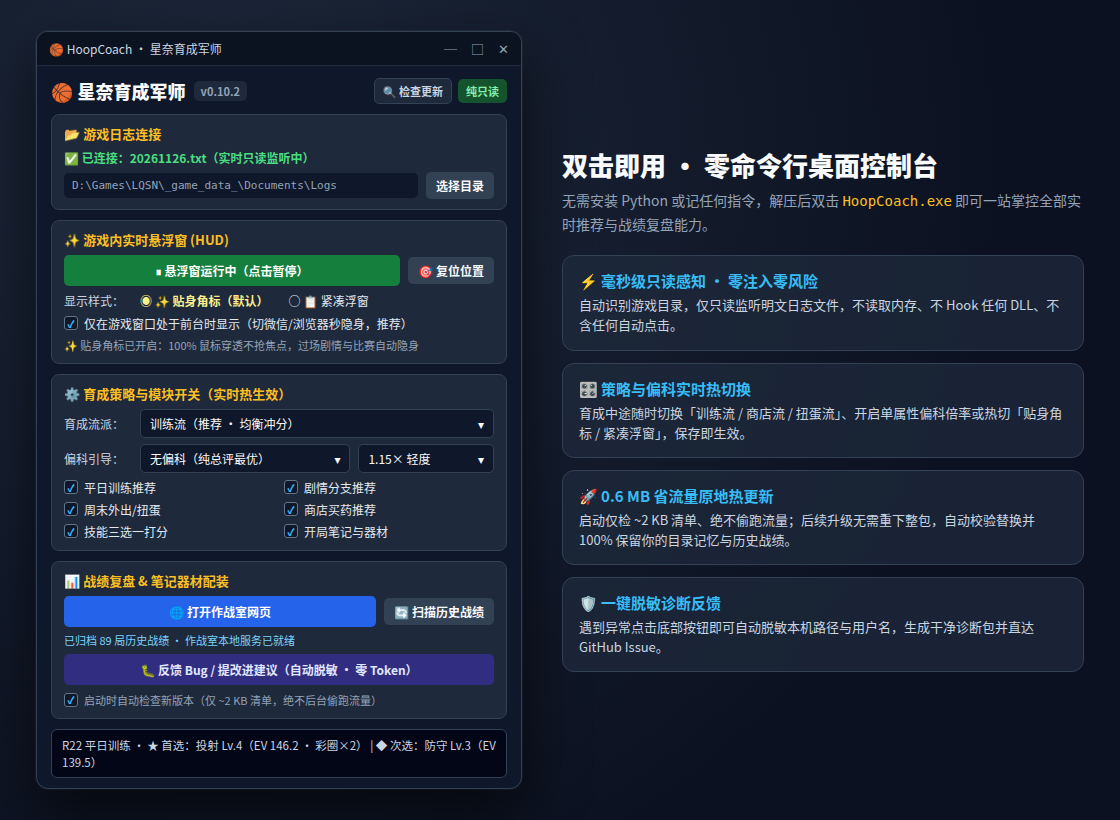 🏀 HoopCoach · 星奈育成军师
🏀 星奈育成军师 v0.10.2 🔍 检查更新 纯只读
📂 游戏日志连接
✅ 已连接：20261126.txt（实时只读监听中）
D:\Games\LQSN\_game_data_\Documents\Logs 选择目录
✨ 游戏内实时悬浮窗 (HUD)
⏸ 悬浮窗运行中（点击暂停） 🎯 复位位置
显示样式： ✨ 贴身角标（默认） 📋 紧凑浮窗
仅在游戏窗口处于前台时显示（切微信/浏览器秒隐身，推荐）
✨ 贴身角标已开启：100% 鼠标穿透不抢焦点，过场剧情与比赛自动隐身
⚙️ 育成策略与模块开关（实时热生效）
育成流派： 训练流（推荐 · 均衡冲分）
偏科引导： 无偏科（纯总评最优） 1.15× 轻度
平日训练推荐 剧情分支推荐
周末外出/扭蛋 商店买药推荐
技能三选一打分 开局笔记与器材
📊 战绩复盘 & 笔记器材配装
🌐 打开作战室网页 🔄 扫描历史战绩
已归档 89 局历史战绩 · 作战室本地服务已就绪
🐛 反馈 Bug / 提改进建议（自动脱敏 · 零 Token）
启动时自动检查新版本（仅 ~2 KB 清单，绝不后台偷跑流量）
R22 平日训练 · ★ 首选：投射 Lv.4（EV 146.2 · 彩圈×2） | ◆ 次选：防守 Lv.3（EV
139.5）
双击即用 · 零命令行桌面控制台
无需安装 Python 或记任何指令，解压后双击 HoopCoach.exe 即可一站掌控全部实
时推荐与战绩复盘能力。
⚡ 毫秒级只读感知 · 零注入零风险
自动识别游戏目录，仅只读监听明文日志文件，不读取内存、不 Hook 任何 DLL、不
含任何自动点击。
🎛️ 策略与偏科实时热切换
育成中途随时切换「训练流 / 商店流 / 扭蛋流」、开启单属性偏科倍率或热切「贴身角
标 / 紧凑浮窗」，保存即生效。
🚀 0.6 MB 省流量原地热更新
启动仅检 ~2 KB 清单、绝不偷跑流量；后续升级无需重下整包，自动校验替换并
100% 保留你的目录记忆与历史战绩。
🛡️ 一键脱敏诊断反馈
遇到异常点击底部按钮即可自动脱敏本机路径与用户名，生成干净诊断包并直达
GitHub Issue。